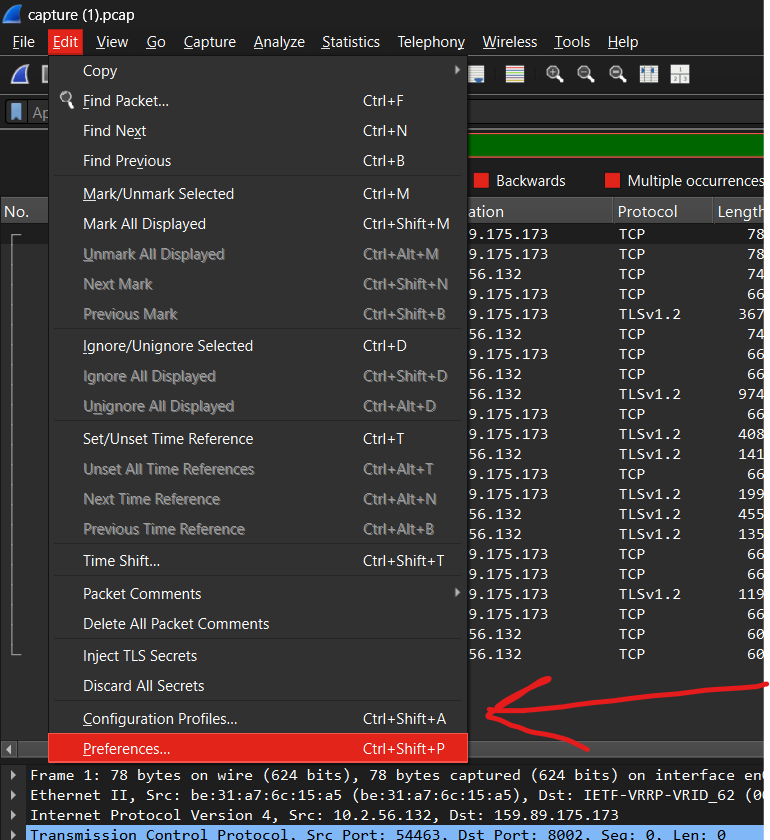 capture (1).pcap
File Edit View Go Capture Analyze Statistics Telephony Wireless Tools Help
Ap
Copy
Find Packet... Ctrl+F
Find Next Ctrl+N
Find Previous Ctrl+B
Mark/Unmark Selected Ctrl+M
Mark All Displayed Ctrl+Shift+M
Unmark All Displayed Ctrl+Alt+M
Next Mark Ctrl+Shift+N
Previous Mark Ctrl+Shift+B
Ignore/Unignore Selected Ctrl+D
Ignore All Displayed Ctrl+Shift+D
Unignore All Displayed Ctrl+Alt+D
Set/Unset Time Reference Ctrl+T
Unset All Time References Ctrl+Alt+T
Next Time Reference Ctrl+Alt+N
Previous Time Reference Ctrl+Alt+B
Time Shift... Ctrl+Shift+T
Packet Comments
Delete All Packet Comments
Inject TLS Secrets
Discard All Secrets
Configuration Profiles... Ctrl+Shift+A
Preferences... Ctrl+Shift+P
Backwards Multiple occurrences
No. ation Protocol Length
9.175.173 TCP 78
9.175.173 TCP 78
56.132 TCP 74
9.175.173 TCP 66
9.175.173 TLSv1.2 367
56.132 TCP 74
9.175.173 TCP 66
56.132 TCP 66
56.132 TLSv1.2 974
9.175.173 TCP 66
9.175.173 TLSv1.2 408
56.132 TLSv1.2 141
9.175.173 TCP 66
9.175.173 TLSv1.2 199
56.132 TLSv1.2 455
56.132 TLSv1.2 135
9.175.173 TCP 66
9.175.173 TCP 66
9.175.173 TLSv1.2 119
9.175.173 TCP 66
56.132 TCP 60
56.132 TCP 60
Frame 1: 78 bytes on wire (624 bits), 78 bytes captured (624 bits) on interface en
Ethernet II, Src: be:31:a7:6c:15:a5 (be:31:a7:6c:15:a5), Dst: IETF-VRRP-VRID_62 (00
Internet Protocol Version 4, Src: 10.2.56.132, Dst: 159.89.175.173
Transmission Control Protocol, Src Port: 54463, Dst Port: 8002, Seq: 0, Len: 0